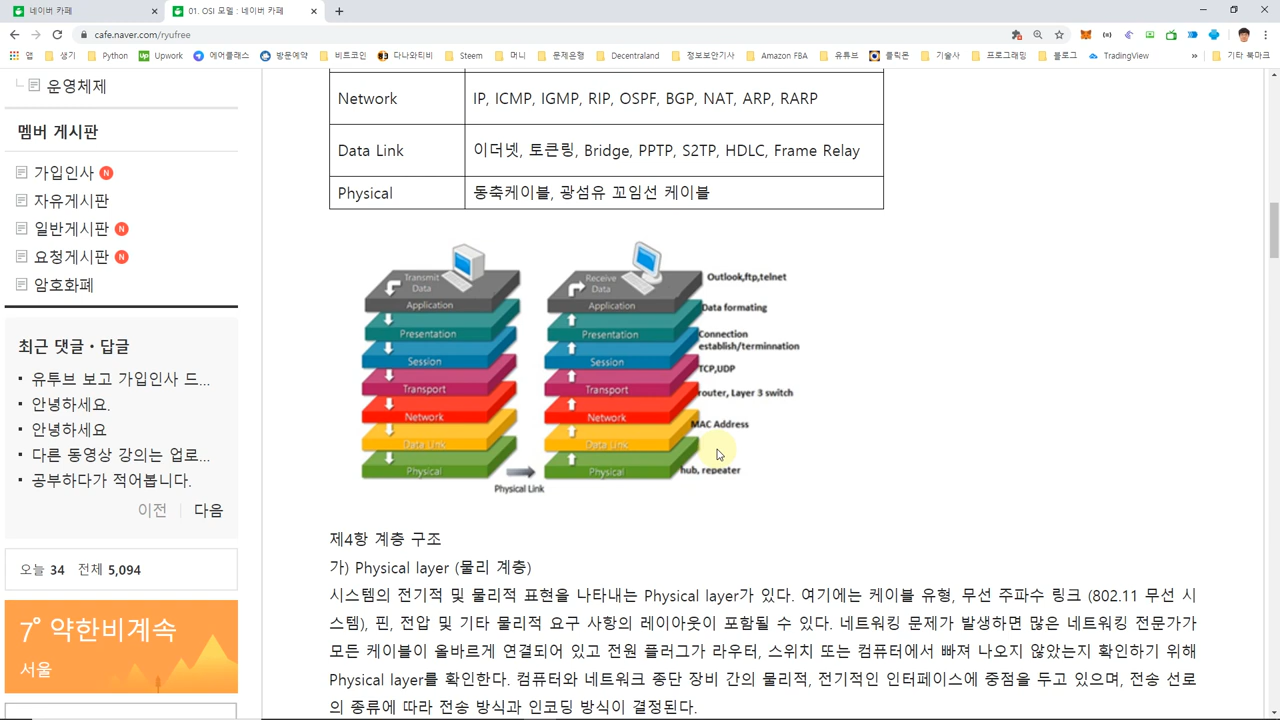 네이버 카페
01. OSI 모델 : 네이버 카페
cafe.naver.com/ryufree
앱
생기
Python
Upwork
에어클래스
방문예약
비트코인
다나와티비
Steem
머니
문제은행
Decentraland
정보보안기사
Amazon FBA
유튜브
클릭몬
기술사
프로그래밍
블로그
TradingView
»
기타 북마크
운영체제
멤버 게시판
가입인사 N
자유게시판
일반게시판 N
요청게시판 N
암호화폐
최근 댓글・답글
유투브 보고 가입인사 드...
안녕하세요.
안녕하세요
다른 동영상 강의는 업로...
공부하다가 적어봅니다.
이전 다음
오늘 34 전체 5,094
7° 약한비계속
서울
Network IP, ICMP, IGMP, RIP, OSPF, BGP, NAT, ARP, RARP
Data Link 이더넷, 토큰링, Bridge, PPTP, S2TP, HDLC, Frame Relay
Physical 동축케이블, 광섬유 꼬임선 케이블
Transmit Data
Application
Presentation
Session
Transport
Network
Data Link
Physical
Physical Link
Receive Data
Application
Presentation
Session
Transport
Network
Data Link
Physical
Outlook,ftp,telnet
Data formating
Connection
establish/terminnation
TCP,UDP
router, Layer 3 switch
MAC Address
hub, repeater
제4항 계층 구조
가) Physical layer (물리 계층)
시스템의 전기적 및 물리적 표현을 나타내는 Physical layer가 있다. 여기에는 케이블 유형, 무선 주파수 링크 (802.11 무선 시
스템), 핀, 전압 및 기타 물리적 요구 사항의 레이아웃이 포함될 수 있다. 네트워킹 문제가 발생하면 많은 네트워킹 전문가가
모든 케이블이 올바르게 연결되어 있고 전원 플러그가 라우터, 스위치 또는 컴퓨터에서 빠져 나오지 않았는지 확인하기 위해
Physical layer를 확인한다. 컴퓨터와 네트워크 종단 장비 간의 물리적, 전기적인 인터페이스에 중점을 두고 있으며, 전송 선로
의 종류에 따라 전송 방식과 인코딩 방식이 결정된다.